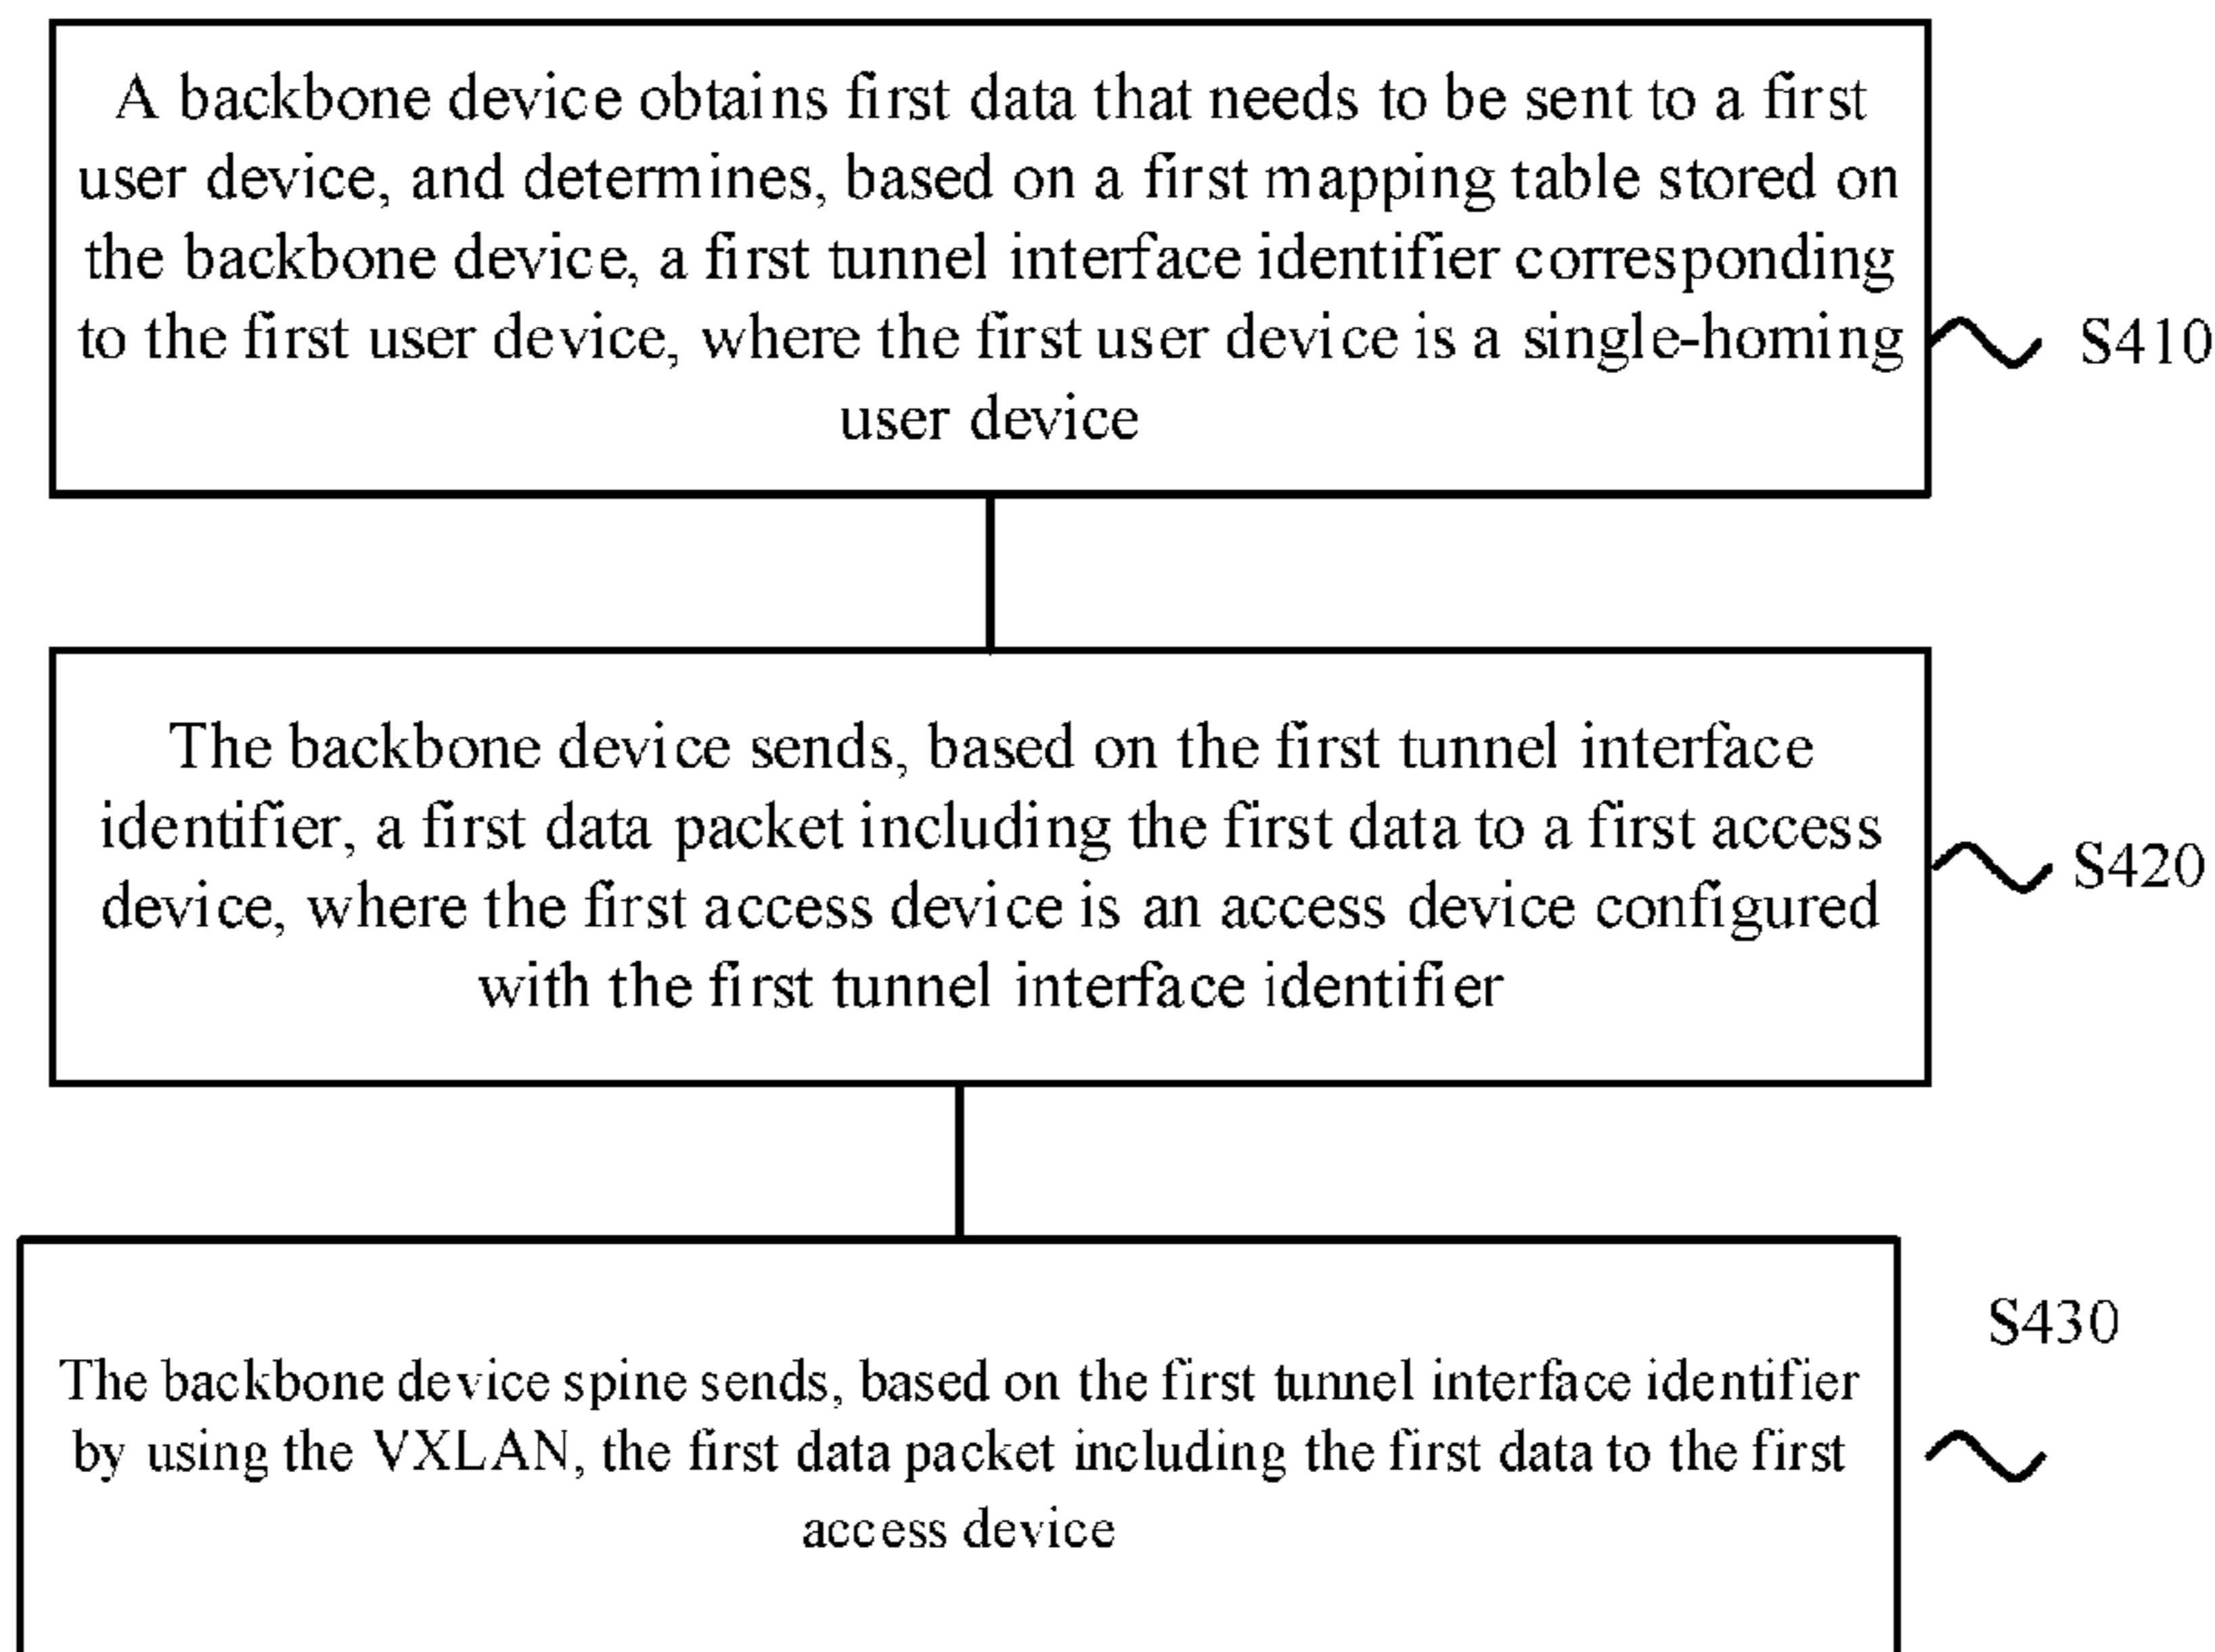 A backbone device obtains first data that needs to be sent to a first
user device, and determines, based on a first mapping table stored on
the backbone device, a first tunnel interface identifier corresponding
to the first user device, where the first user device is a single-homing
user device
S410
The backbone device sends, based on the first tunnel interface
identifier, a first data packet including the first data to a first access
device, where the first access device is an access device configured
with the first tunnel interface identifier
S420
S430
The backbone device spine sends, based on the first tunnel interface identifier
by using the VXLAN, the first data packet including the first data to the first
access device